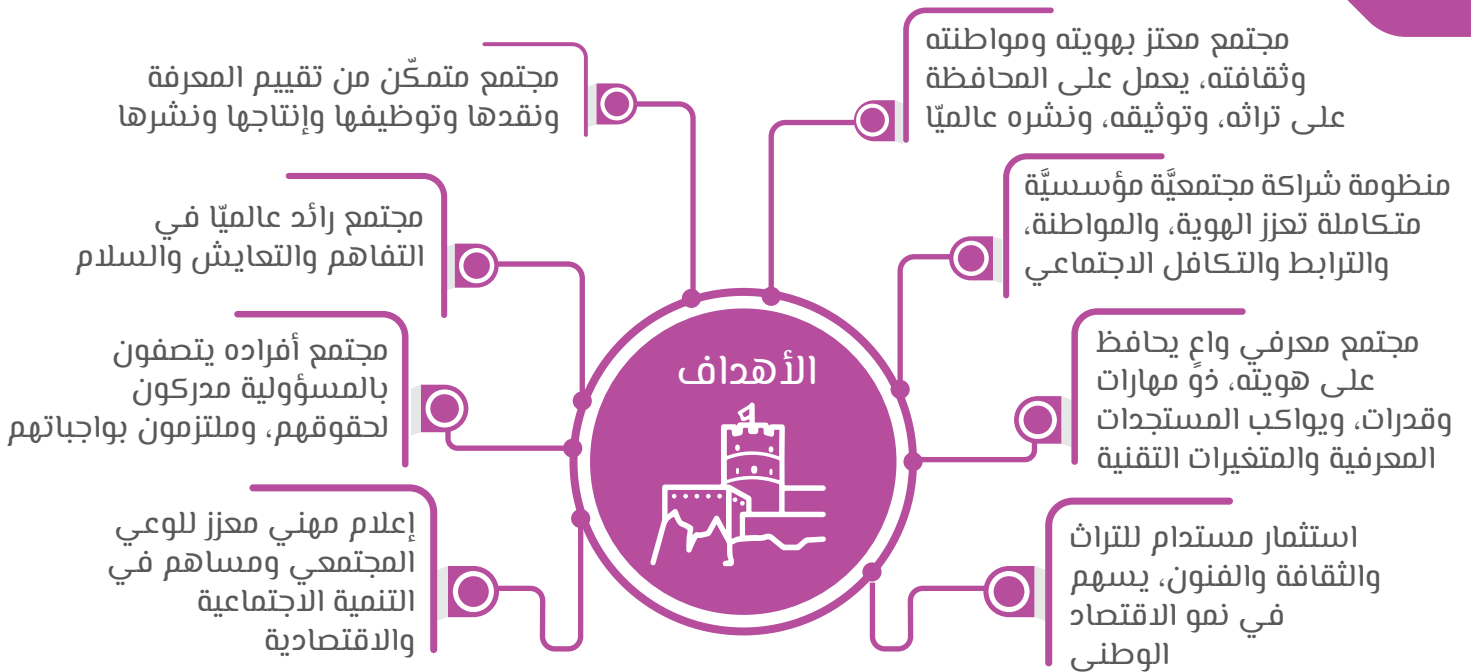 الأهداف
مجتمع معتز بهويته ومواطنته
وثقافته، يعمل على المحافظة
على تراثه، وتوثيقه، ونشره عالميّا
منظومة شراكة مجتمعيَّة مؤسسيَّة
متكاملة تعزز الهوية، والمواطنة،
والترابط والتكافل الاجتماعي
مجتمع معرفي واعٍ يحافظ
على هويته، ذو مهارات
وقدرات، ويواكب المستجدات
المعرفية والمتغيرات التقنية
استثمار مستدام للتراث
والثقافة والفنون، يسهم
في نمو الاقتصاد
الوطني
مجتمع متمكّن من تقييم المعرفة
ونقدها وتوظيفها وإنتاجها ونشرها
مجتمع رائد عالميّا في
التفاهم والتعايش والسلام
مجتمع أفراده يتصفون
بالمسؤولية مدركون
لحقوقهم، وملتزمون بواجباتهم
إعلام مهني معزز للوعي
المجتمعي ومساهم في
التنمية الاجتماعية
والاقتصادية